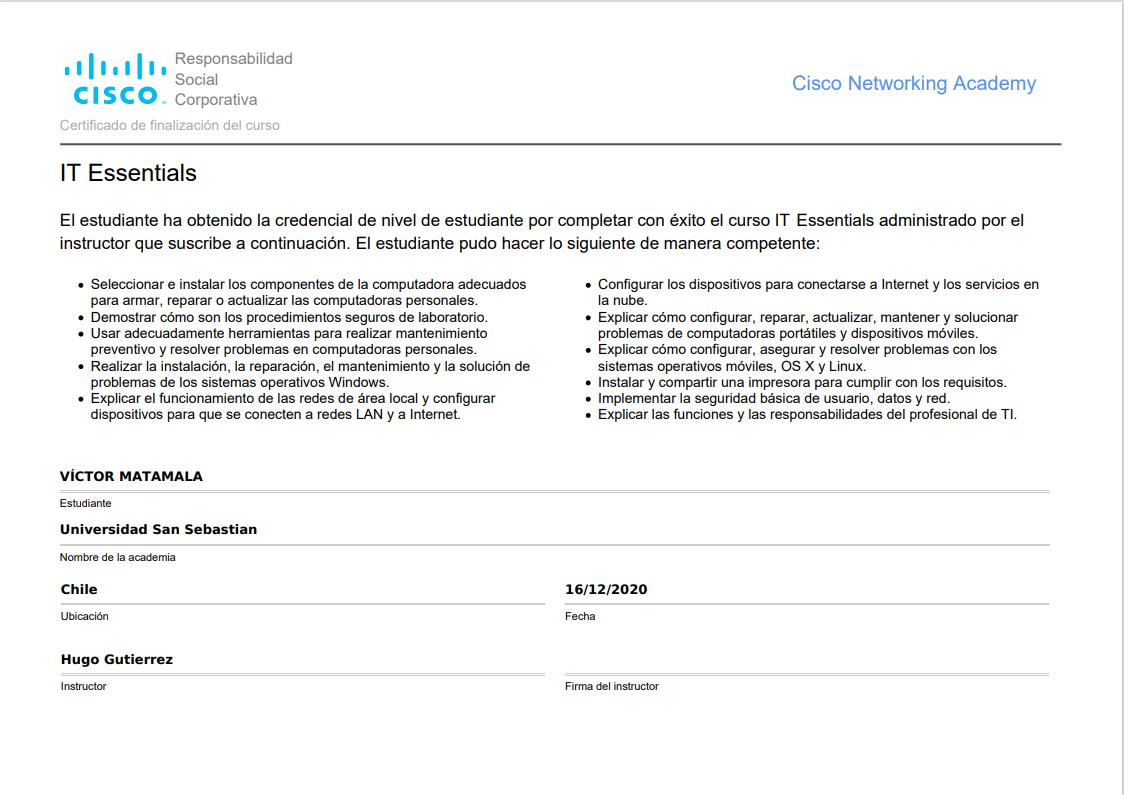 CISCO
Responsabilidad
Social
Corporativa
Cisco Networking Academy
Certificado de finalización del curso
IT Essentials
El estudiante ha obtenido la credencial de nivel de estudiante por completar con éxito el curso IT Essentials administrado por el
instructor que suscribe a continuación. El estudiante pudo hacer lo siguiente de manera competente:
• Seleccionar e instalar los componentes de la computadora adecuados
para armar, reparar o actualizar las computadoras personales.
• Demostrar cómo son los procedimientos seguros de laboratorio.
• Usar adecuadamente herramientas para realizar mantenimiento
preventivo y resolver problemas en computadoras personales.
• Realizar la instalación, la reparación, el mantenimiento y la solución de
problemas de los sistemas operativos Windows.
• Explicar el funcionamiento de las redes de área local y configurar
dispositivos para que se conecten a redes LAN y a Internet.
• Configurar los dispositivos para conectarse a Internet y los servicios en
la nube.
• Explicar cómo configurar, reparar, actualizar, mantener y solucionar
problemas de computadoras portátiles y dispositivos móviles.
• Explicar cómo configurar, asegurar y resolver problemas con los
sistemas operativos móviles, OS X y Linux.
• Instalar y compartir una impresora para cumplir con los requisitos.
• Implementar la seguridad básica de usuario, datos y red.
• Explicar las funciones y las responsabilidades del profesional de TI.
VÍCTOR MATAMALA
Estudiante
Universidad San Sebastian
Nombre de la academia
Chile
Ubicación
16/12/2020
Fecha
Hugo Gutierrez
Instructor
Firma del instructor